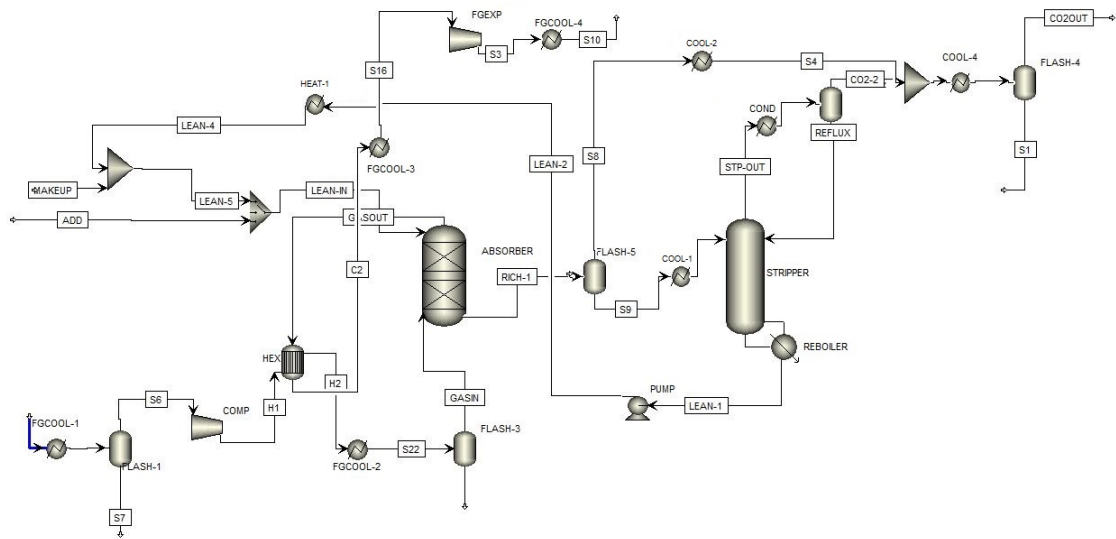 CO2OUT
FGEXP
FGCOOL-4
S3
S10
S16
COOL-2
S4
CO2-2
COOL-4
FLASH-4
HEAT-1
COND
REFLUX
LEAN-4
FGCOOL-3
LEAN-2
S8
STP-OUT
S1
MAKEUP
LEAN-5
LEAN-IN
ADD
GASOUT
ABSORBER
FLASH-5
COOL-1
C2
RICH-1
STRIPPER
S9
HEX
REBOILER
H2
S6
COMP
H1
GASIN
PUMP
LEAN-1
FGCOOL-1
FLASH-3
S22
FLASH-1
FGCOOL-2
S7